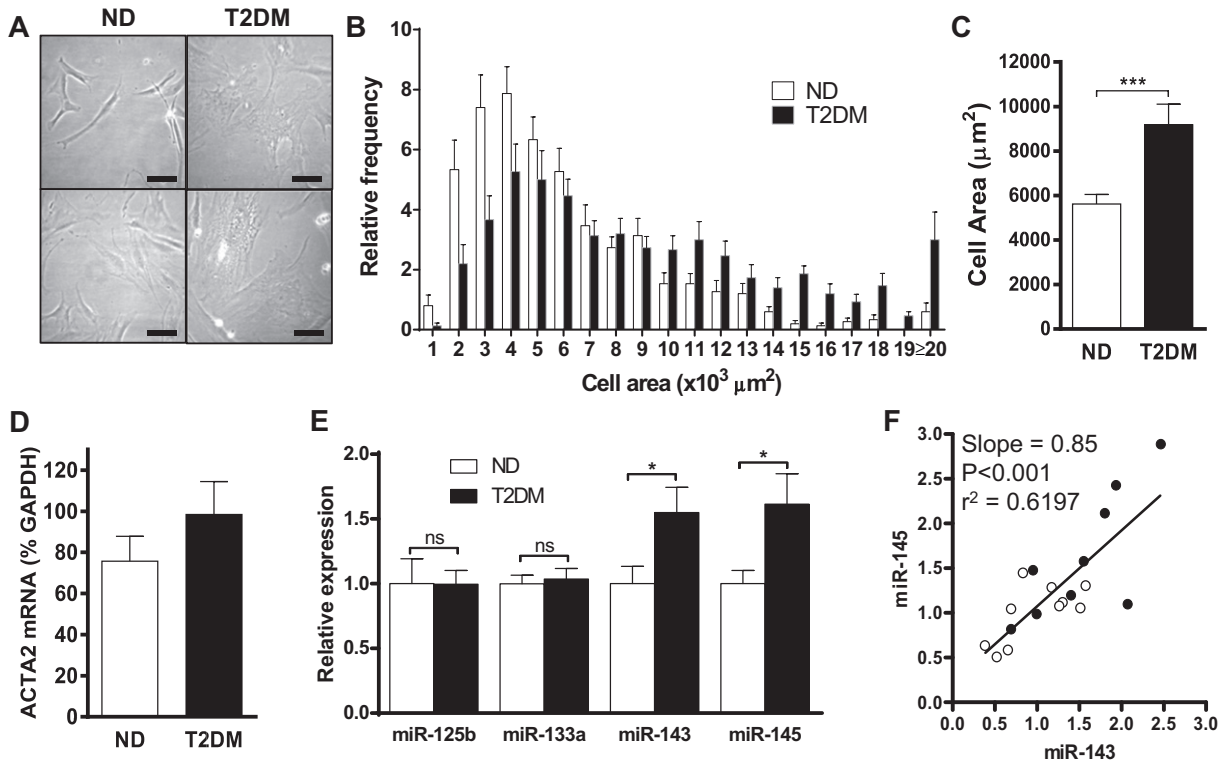 A
ND
T2DM
B
10
8
6
4
2
0
Relative frequency
ND
T2DM
1 2 3 4 5 6 7 8 9 10 11 12 13 14 15 16 17 18 19 ≥20
Cell area (x10³ µm²)
C
12000
10000
8000
6000
4000
2000
0
Cell Area (µm²)
***
ND
T2DM
D
120
100
80
60
40
20
0
ACTA2 mRNA (% GAPDH)
ND
T2DM
E
2.0
1.5
1.0
0.5
0.0
Relative expression
ND
T2DM
ns
ns
*
*
miR-125b
miR-133a
miR-143
miR-145
F
3.0
2.5
2.0
1.5
1.0
0.5
0.0
miR-145
Slope = 0.85
P<0.001
r² = 0.6197
0.0 0.5 1.0 1.5 2.0 2.5 3.0
miR-143